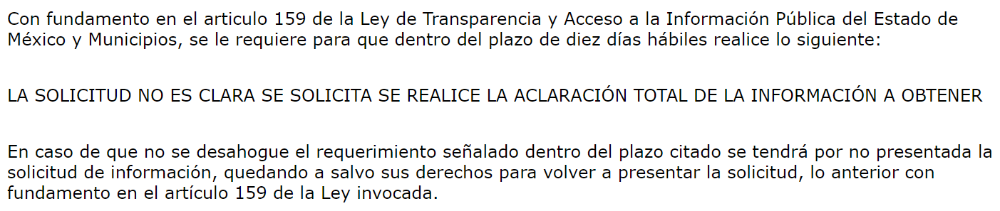 Con fundamento en el articulo 159 de la Ley de Transparencia y Acceso a la Información Pública del Estado de
México y Municipios, se le requiere para que dentro del plazo de diez días hábiles realice lo siguiente:
LA SOLICITUD NO ES CLARA SE SOLICITA SE REALICE LA ACLARACIÓN TOTAL DE LA INFORMACIÓN A OBTENER
En caso de que no se desahogue el requerimiento señalado dentro del plazo citado se tendrá por no presentada la
solicitud de información, quedando a salvo sus derechos para volver a presentar la solicitud, lo anterior con
fundamento en el artículo 159 de la Ley invocada.